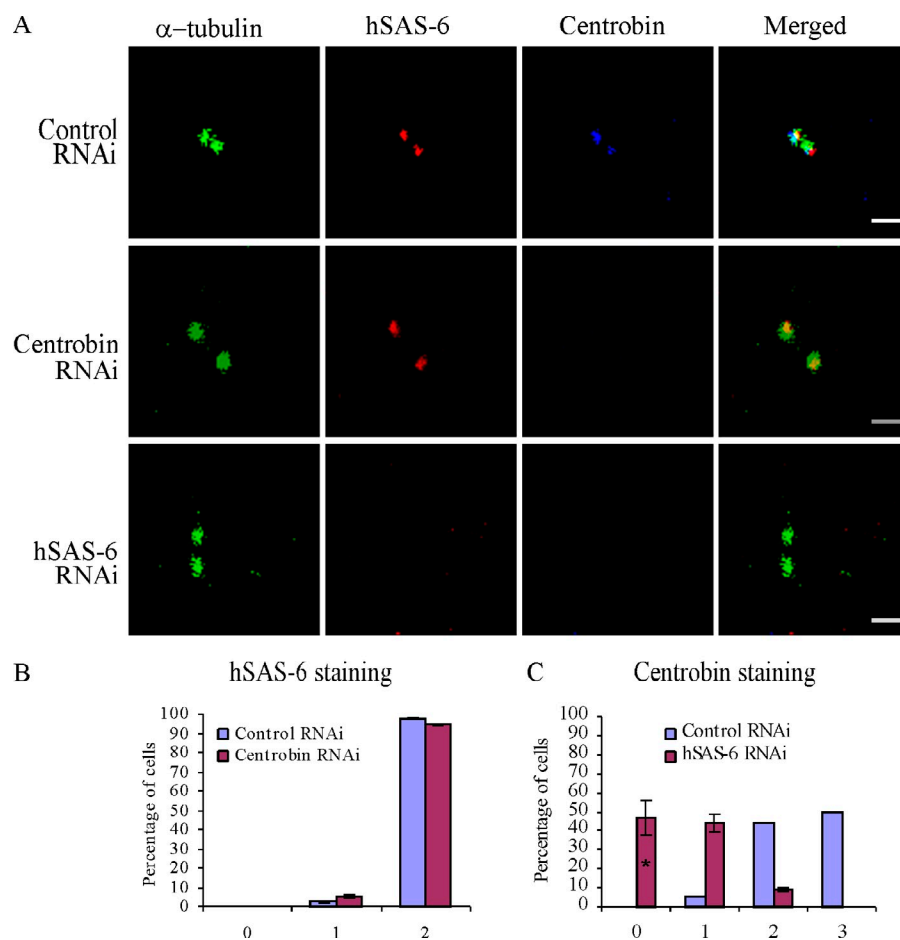 A
α−tubulin hSAS-6 Centrobin Merged
Control
RNAi
Centrobin
RNAi
hSAS-6
RNAi
B hSAS-6 staining
Percentage of cells
100
90
80
70
60
50
40
30
20
10
0
Control RNAi
Centrobin RNAi
0 1 2
C Centrobin staining
Percentage of cells
100
90
80
70
60
50
40
30
20
10
0
Control RNAi
hSAS-6 RNAi
*
0 1 2 3